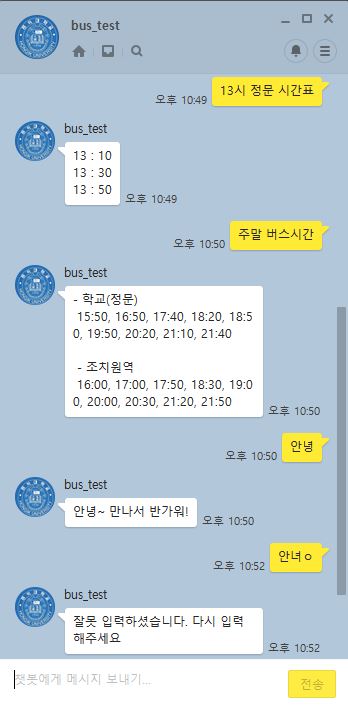 bus_test
13시 정문 시간표
오후 10:49
bus_test
13 : 10
13 : 30
13 : 50
오후 10:49
주말 버스시간
오후 10:50
bus_test
- 학교(정문)
15:50, 16:50, 17:40, 18:20, 18:5
0, 19:50, 20:20, 21:10, 21:40
- 조치원역
16:00, 17:00, 17:50, 18:30, 19:0
0, 20:00, 20:30, 21:20, 21:50
오후 10:50
안녕
오후 10:50
bus_test
안녕~ 만나서 반가워!
오후 10:50
안녀ㅇ
오후 10:52
bus_test
잘못 입력하셨습니다. 다시 입력
해주세요
오후 10:52
챗봇에게 메시지 보내기...
전송